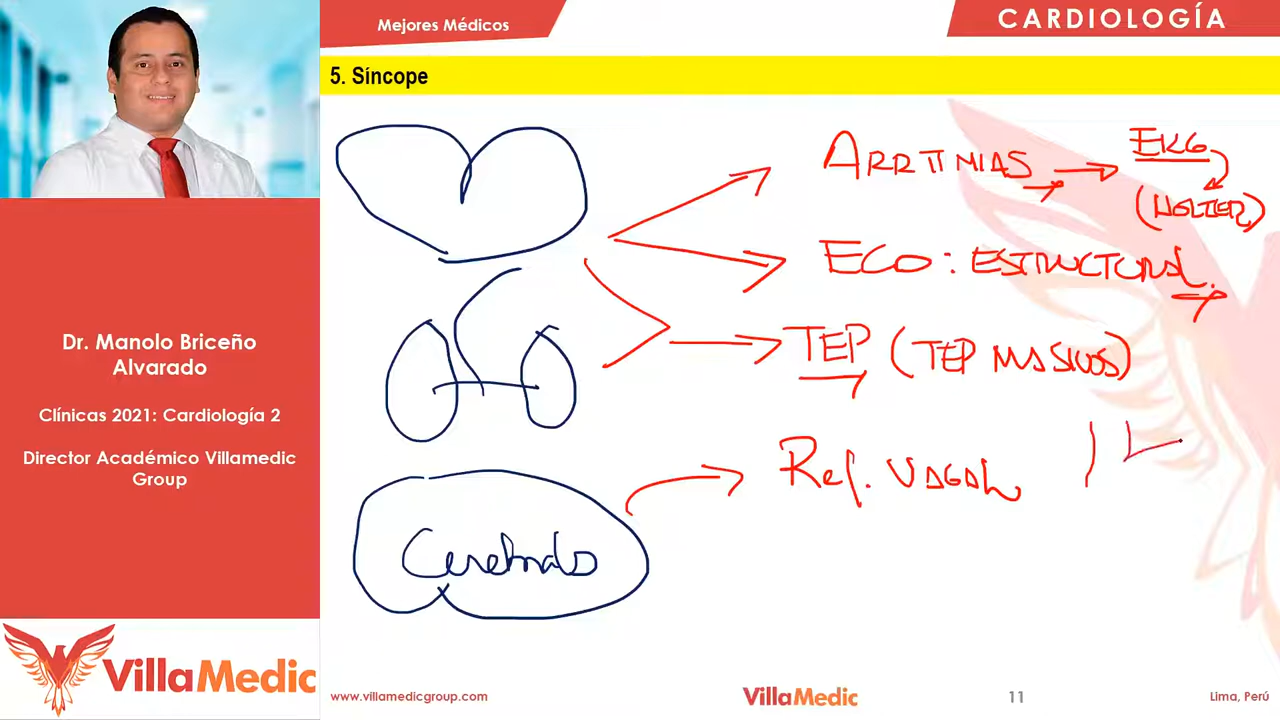 Mejores Médicos
CARDIOLOGÍA
5. Síncope
ARRITMIAS
EKG
(HOLTER)
ECO: ESTRUCTURAL.
TEP (TEP MASIVOS)
Ref. VAGAL
Cerebral
Dr. Manolo Briceño
Alvarado
Clínicas 2021: Cardiología 2
Director Académico Villamedic
Group
VillaMedic
www.villamedicgroup.com
VillaMedic
11
Lima, Perú